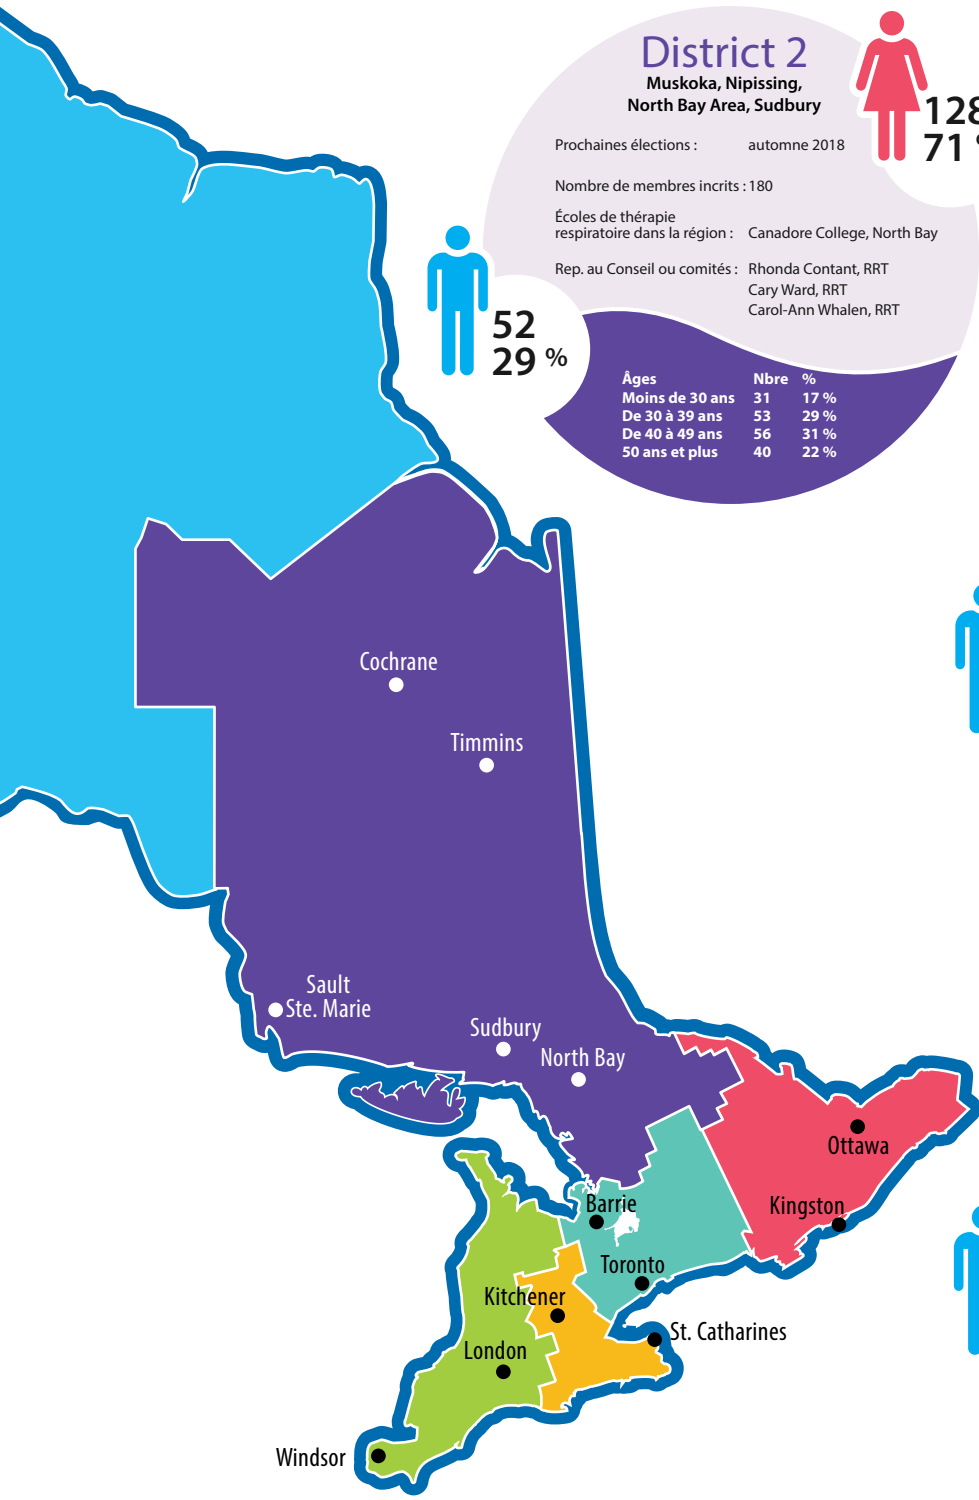 District 2
Muskoka, Nipissing,
North Bay Area, Sudbury
Prochaines élections : automne 2018
Nombre de membres incrits : 180
Écoles de thérapie
respiratoire dans la région : Canadore College, North Bay
Rep. au Conseil ou comités : Rhonda Contant, RRT
Cary Ward, RRT
Carol-Ann Whalen, RRT
128
71 %
52
29 %
Âges Nbre %
Moins de 30 ans 31 17 %
De 30 à 39 ans 53 29 %
De 40 à 49 ans 56 31 %
50 ans et plus 40 22 %
Cochrane
Timmins
Sault
Ste. Marie
Sudbury
North Bay
Ottawa
Kingston
Barrie
Toronto
Kitchener
St. Catharines
London
Windsor